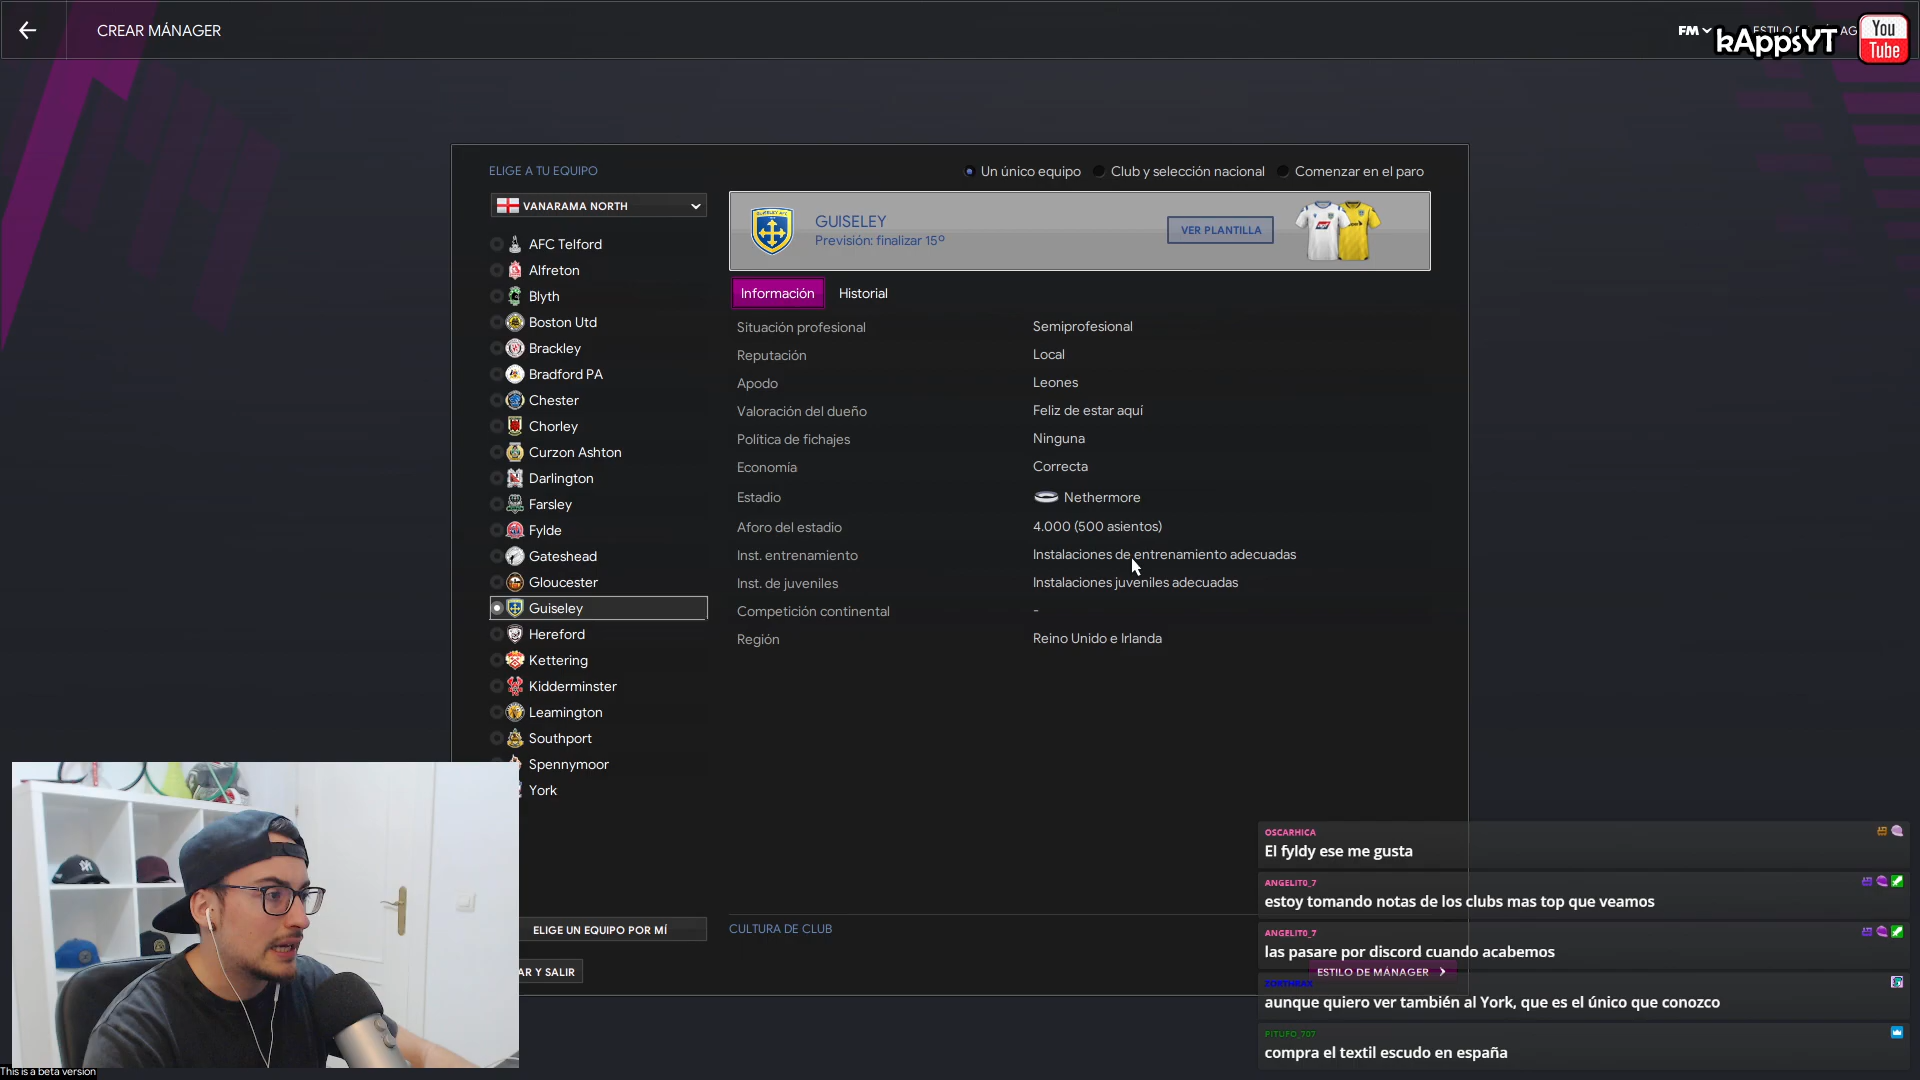 CREAR MÁNAGER
FM
kAppsYT
You
Tube
ELIGE A TU EQUIPO
Un único equipo
Club y selección nacional
Comenzar en el paro
VANARAMA NORTH
GUISELEY
Previsión: finalizar 15º
VER PLANTILLA
Información
Historial
AFC Telford
Alfreton
Blyth
Boston Utd
Brackley
Bradford PA
Chester
Chorley
Curzon Ashton
Darlington
Farsley
Fylde
Gateshead
Gloucester
Guiseley
Hereford
Kettering
Kidderminster
Leamington
Southport
Spennymoor
York
Situación profesional Semiprofesional
Reputación Local
Apodo Leones
Valoración del dueño Feliz de estar aquí
Política de fichajes Ninguna
Economía Correcta
Estadio Nethermore
Aforo del estadio 4.000 (500 asientos)
Inst. entrenamiento Instalaciones de entrenamiento adecuadas
Inst. de juveniles Instalaciones juveniles adecuadas
Competición continental -
Región Reino Unido e Irlanda
ELIGE UN EQUIPO POR MÍ
CULTURA DE CLUB
AR Y SALIR
ESTILO DE MÁNAGER
OSCARHICA
El fyldy ese me gusta
ANGELIT0_7
estoy tomando notas de los clubs mas top que veamos
ANGELIT0_7
las pasare por discord cuando acabemos
aunque quiero ver también al York, que es el único que conozco
PITUFO_707
compra el textil escudo en españa
This is a beta version